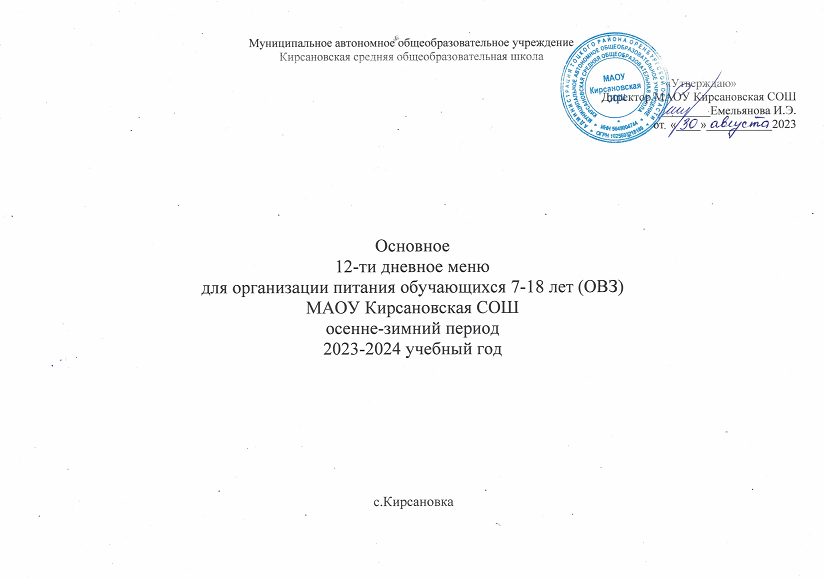 Муниципальное автономное общеобразовательное учреждение
Кирсановская средняя общеобразовательная школа
«Утверждаю»
Директор МАОУ Кирсановская СОШ
Емельянова И.Э.
от. «30» августа 2023
МАОУ
Кирсановская
СОШ
Основное
12-ти дневное меню
для организации питания обучающихся 7-18 лет (ОВЗ)
МАОУ Кирсановская СОШ
осенне-зимний период
2023-2024 учебный год
с.Кирсановка